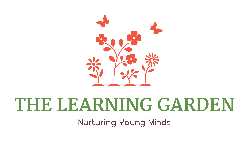 THE LEARNING GARDEN
Nurturing Young Minds